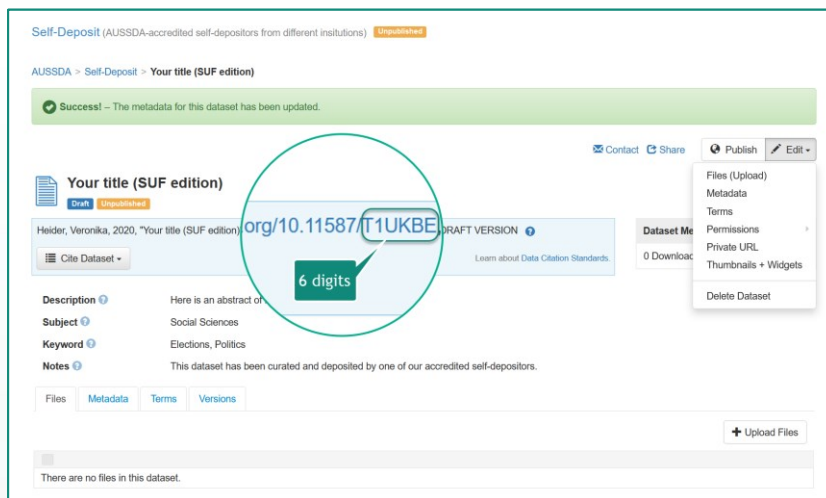 Self-Deposit (AUSSDA-accredited self-depositors from different insitutions) Unpublished
AUSSDA > Self-Deposit > Your title (SUF edition)
Success! – The metadata for this dataset has been updated.
Contact Share Publish Edit
Files (Upload)
Metadata
Terms
Permissions
Private URL
Thumbnails + Widgets
Delete Dataset
Your title (SUF edition)
Draft Unpublished
Heider, Veronika, 2020, "Your title (SUF edition) org/10.11587/T1UKBE DRAFT VERSION
6 digits
Cite Dataset
Learn about Data Citation Standards.
Dataset
0
Description Here is an abstract of
Subject Social Sciences
Keyword Elections, Politics
Notes This dataset has been curated and deposited by one of our accredited self-depositors.
Files Metadata Terms Versions
+ Upload Files
There are no files in this dataset.